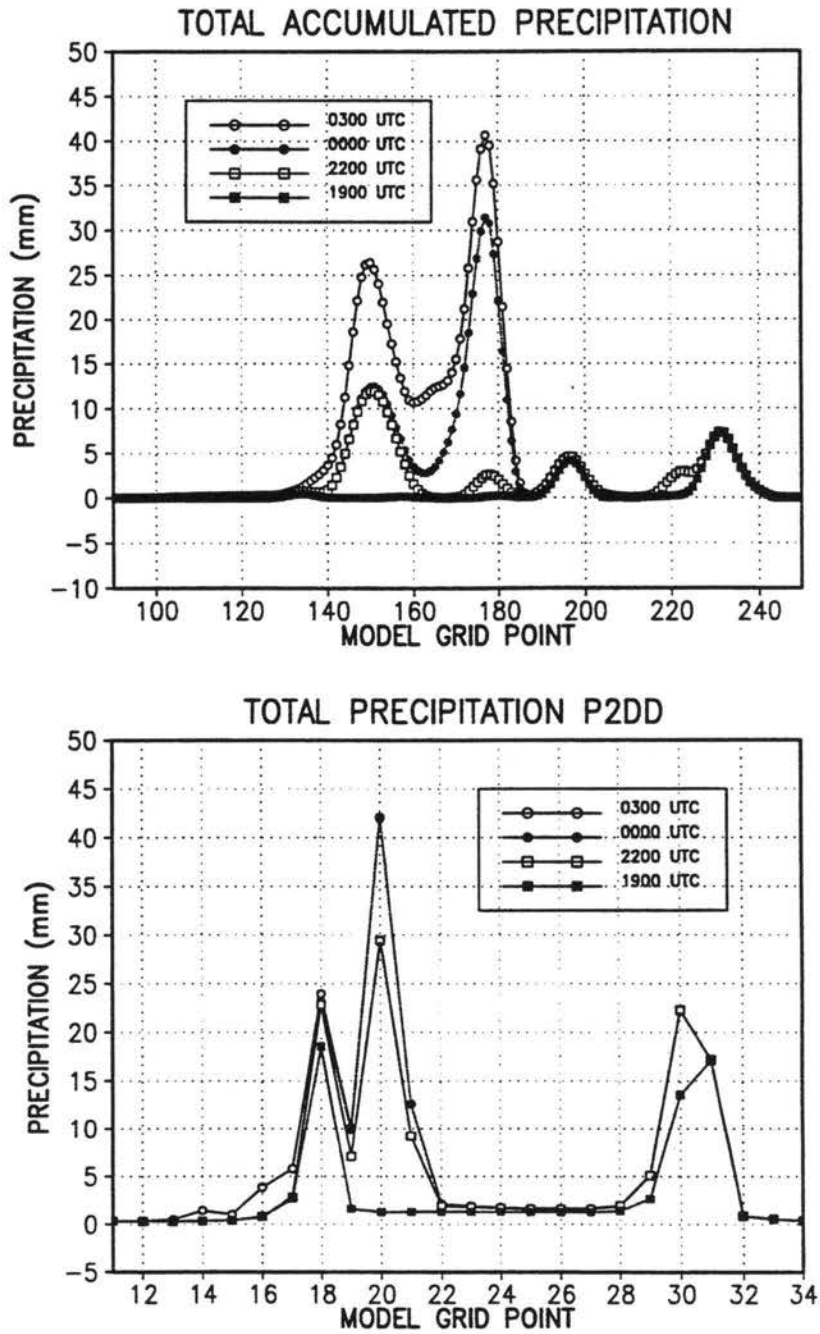 TOTAL ACCUMULATED PRECIPITATION
50
45
40
35
30
25
20
15
10
5
0
-5
-10
PRECIPITATION (mm)
0300 UTC
0000 UTC
2200 UTC
1900 UTC
100 120 140 160 180 200 220 240
MODEL GRID POINT
TOTAL PRECIPITATION P2DD
50
45
40
35
30
25
20
15
10
5
0
-5
PRECIPITATION (mm)
0300 UTC
0000 UTC
2200 UTC
1900 UTC
12 14 16 18 20 22 24 26 28 30 32 34
MODEL GRID POINT